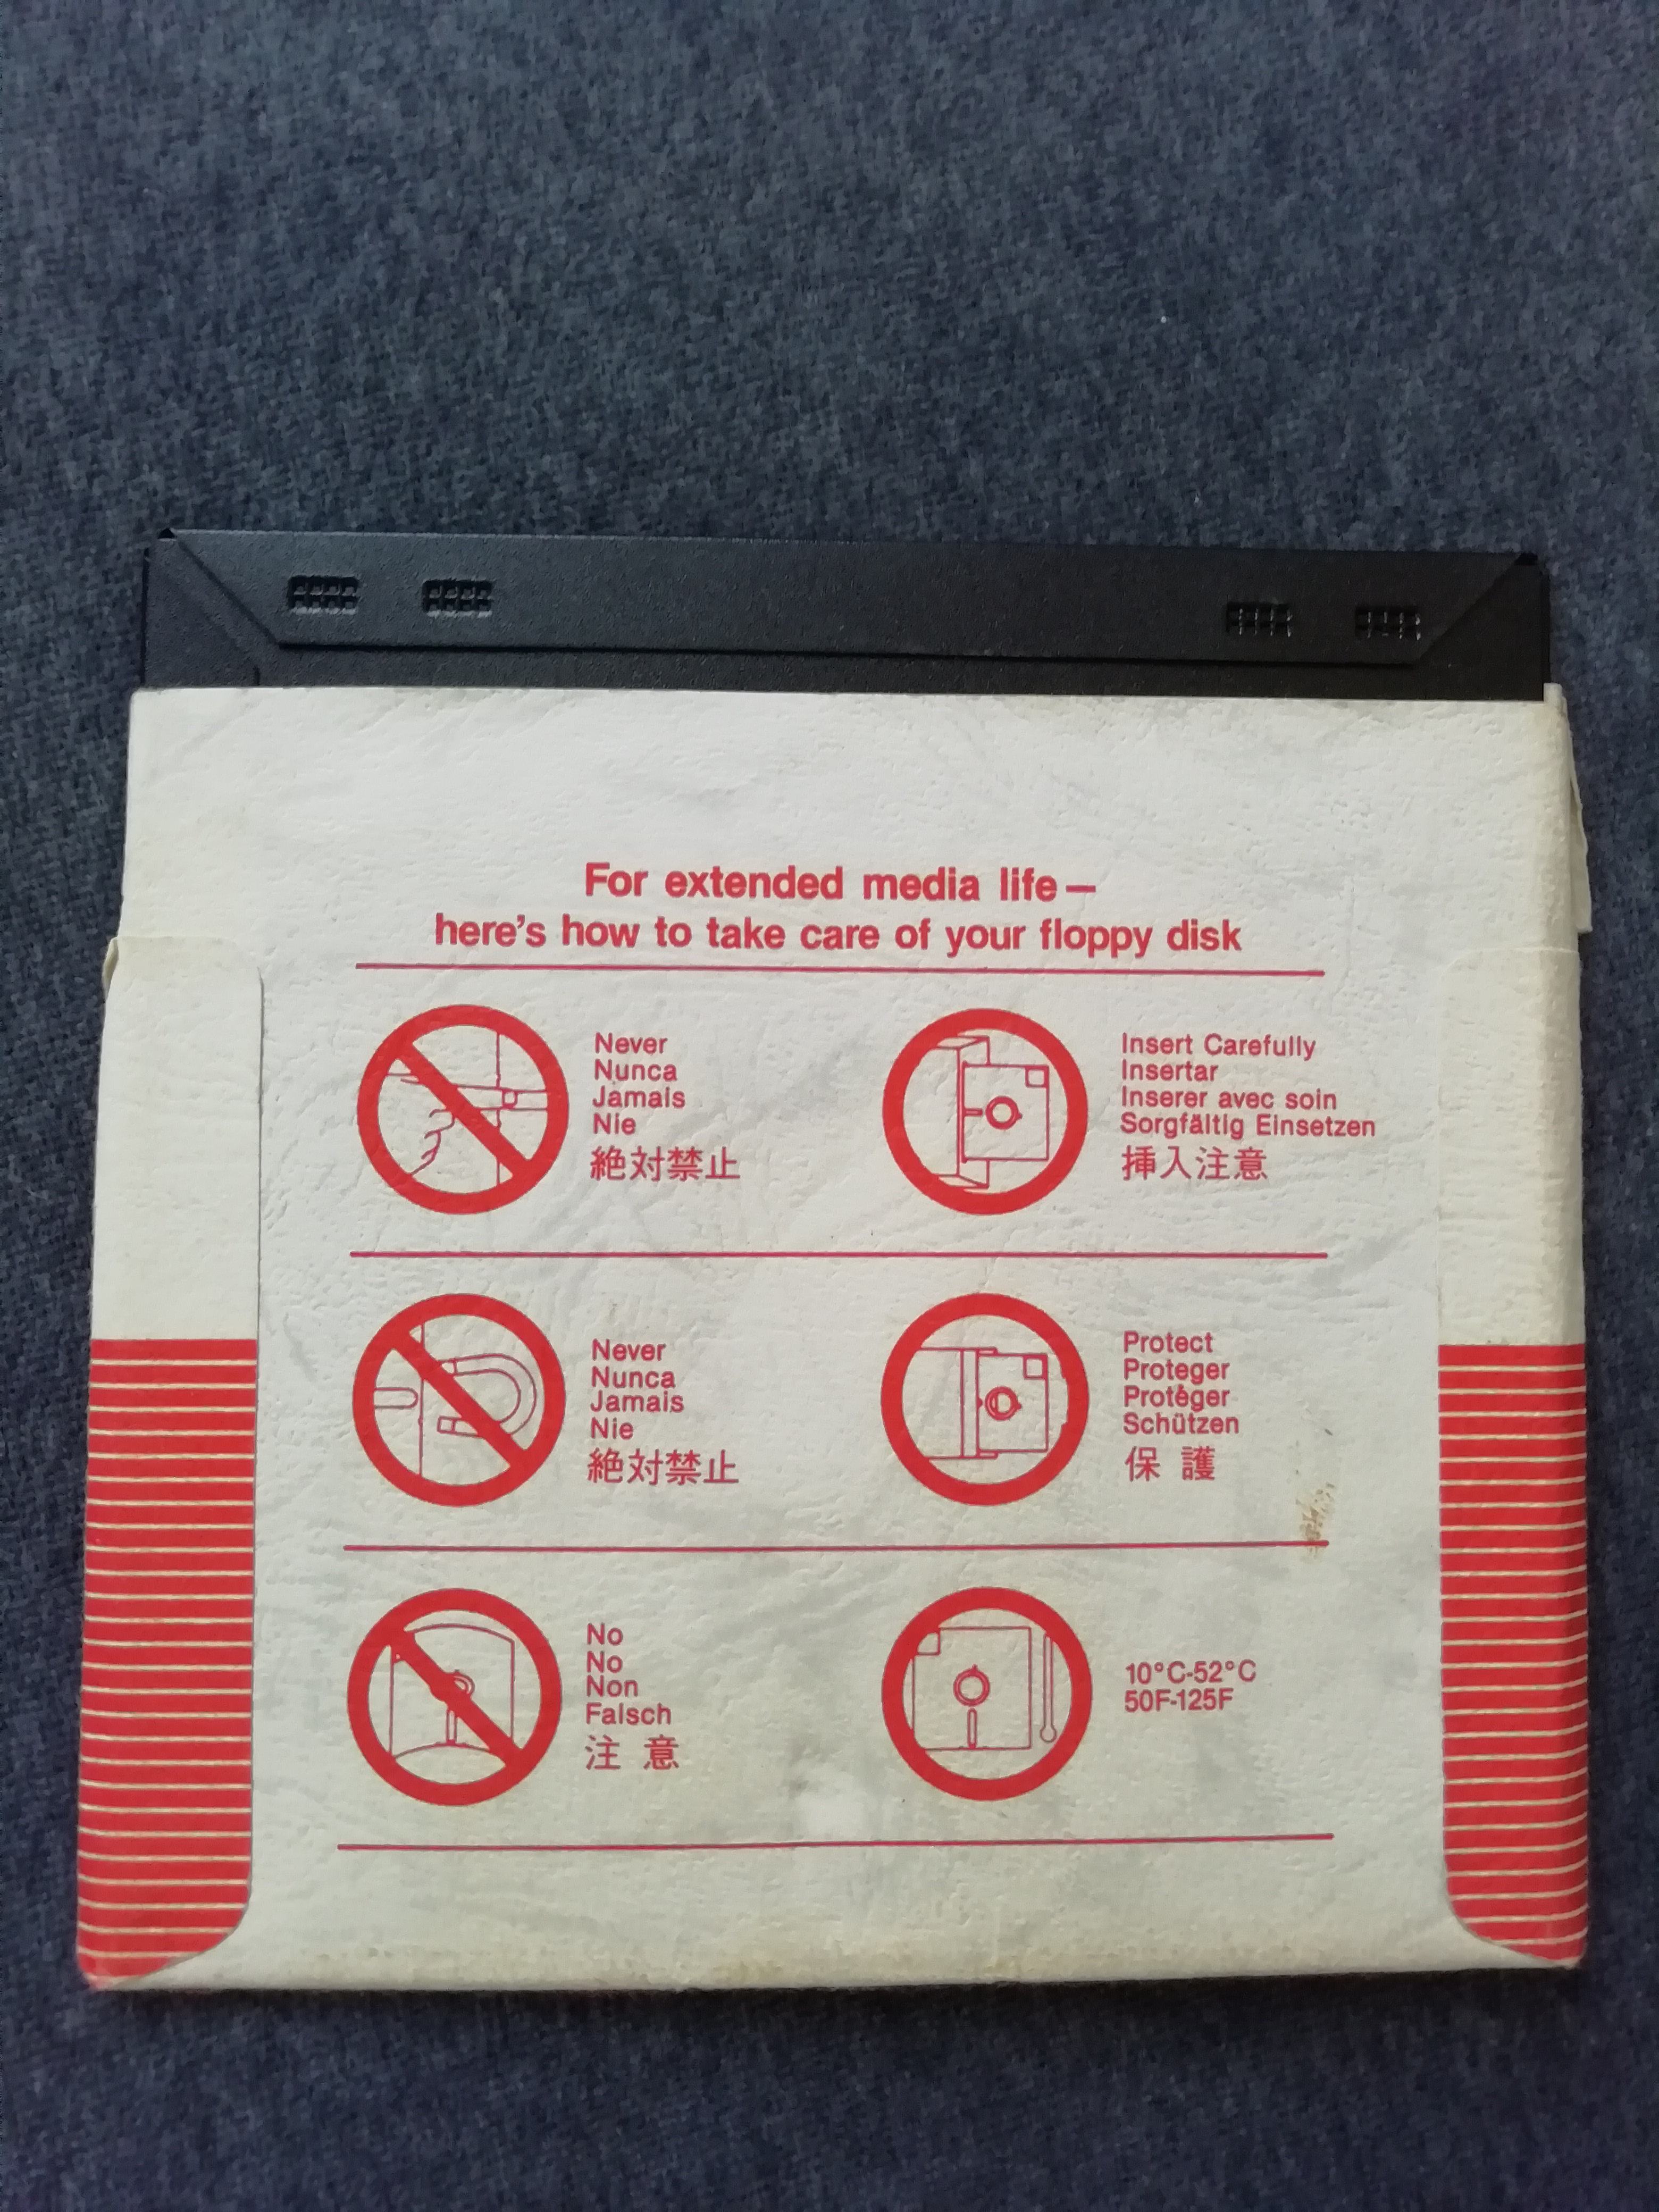 For extended media life —
here's how to take care of your floppy disk
Never
Nunca
Jamais
Nie
絶対禁止
Insert Carefully
Insertar
Inserer avec soin
Sorgfältig Einsetzen
挿入注意
Never
Nunca
Jamais
Nie
絶対禁止
Protect
Proteger
Protéger
Schützen
保 護
No
No
Non
Falsch
注 意
10°C-52°C
50F-125F